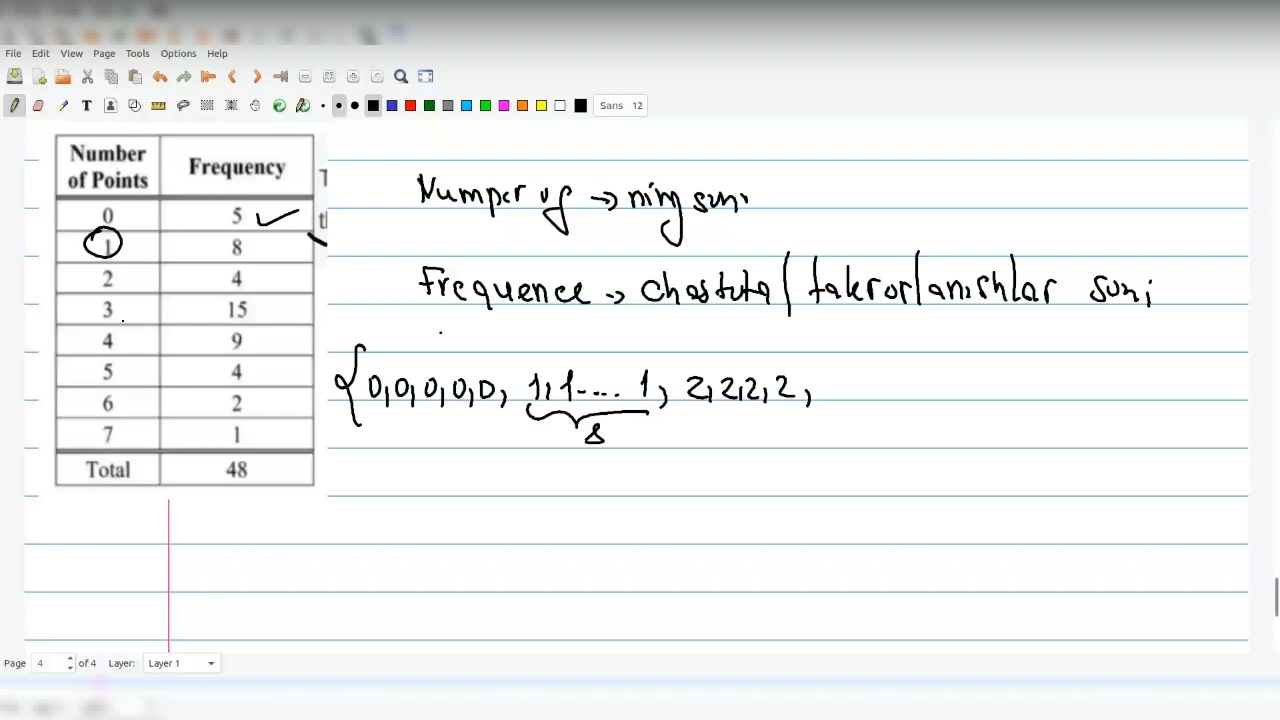 File Edit View Page Tools Options Help
Sans 12
Number of Points Frequency
0 5
1 8
2 4
3 15
4 9
5 4
6 2
7 1
Total 48
Numper of → ning soni
Frequence → chastuta / takrorlanishlar soni
{0,0,0,0,0, 1,1.... 1, 2,2,2,2,
8
Page 4 of 4 Layer: Layer 1